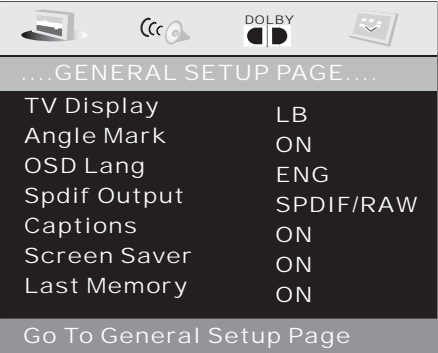 DOLBY
....GENERAL SETUP PAGE....
TV Display LB
Angle Mark ON
OSD Lang ENG
Spdif Output SPDIF/RAW
Captions ON
Screen Saver ON
Last Memory ON
Go To General Setup Page